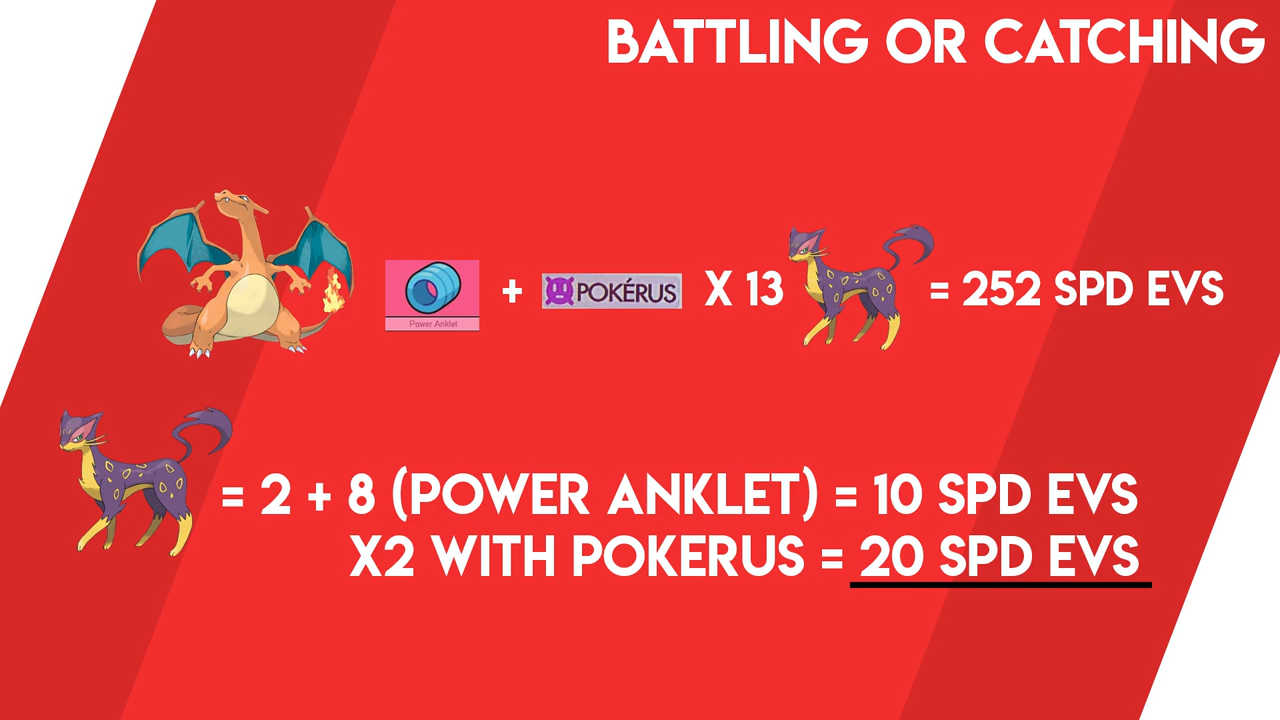 BATTLING OR CATCHING
Power Anklet
+ POKÉRUS X 13 = 252 SPD EVS
= 2 + 8 (POWER ANKLET) = 10 SPD EVS
X2 WITH POKERUS = 20 SPD EVS